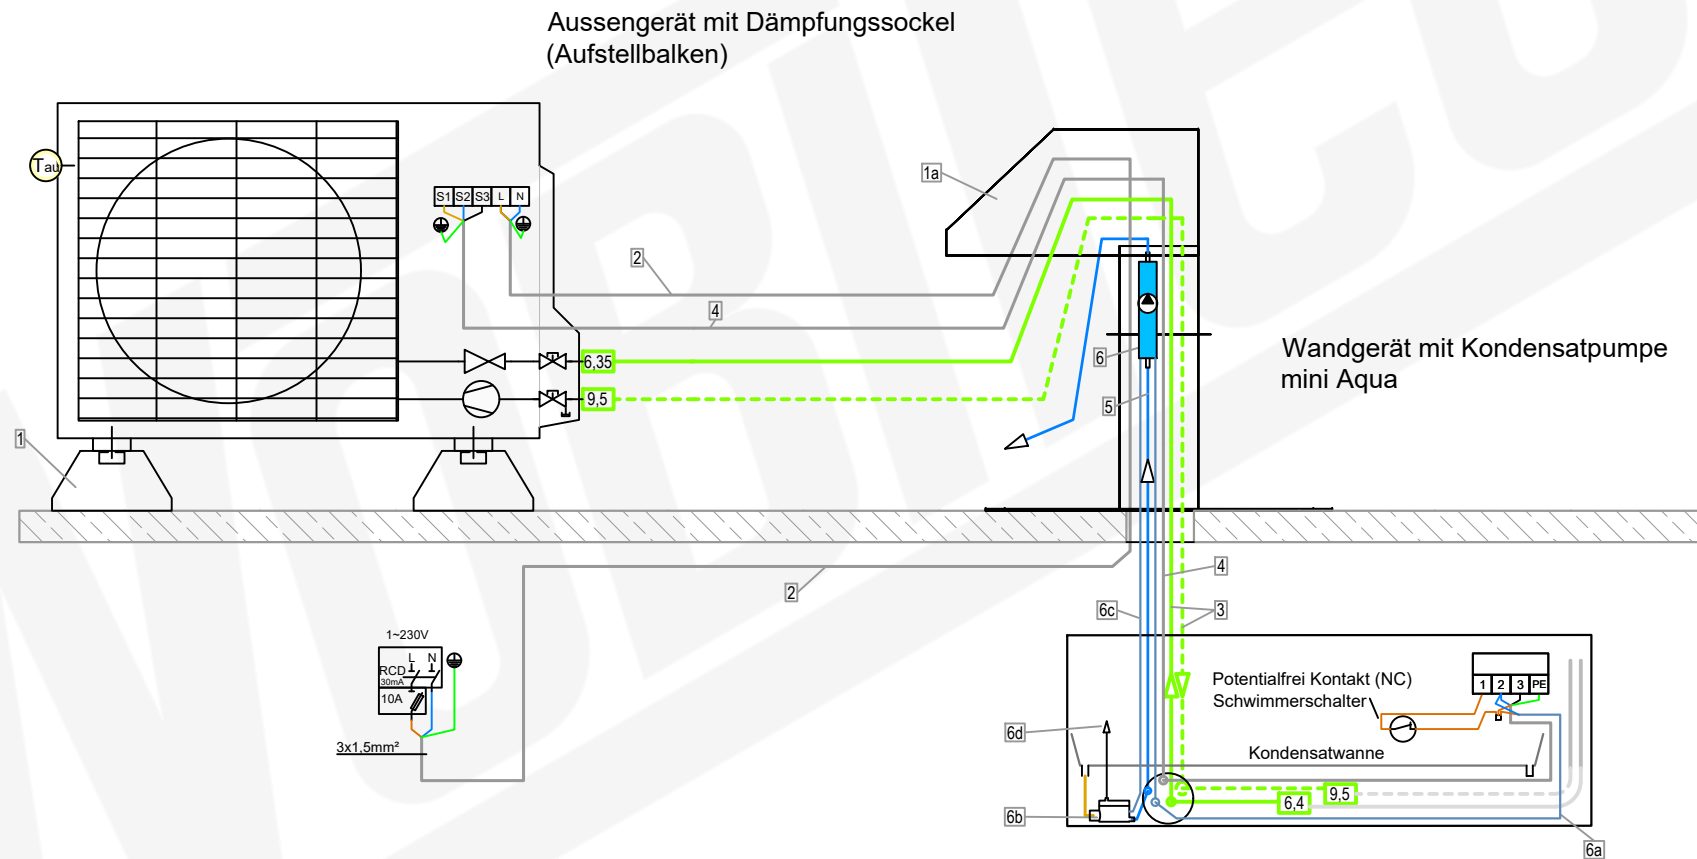 Aussengerät mit Dämpfungssockel
(Aufstellbalken)
Tau
S1 S2 S3 L N
1a
2
4
6,35
9,5
6
5
Wandgerät mit Kondensatpumpe
mini Aqua
1
4
2
6c
3
1~230V
L N
RCD
30mA
10A
3x1,5mm²
Potentialfrei Kontakt (NC)
Schwimmerschalter
1 2 3 PE
6d
Kondensatwanne
9,5
6,4
6b
6a